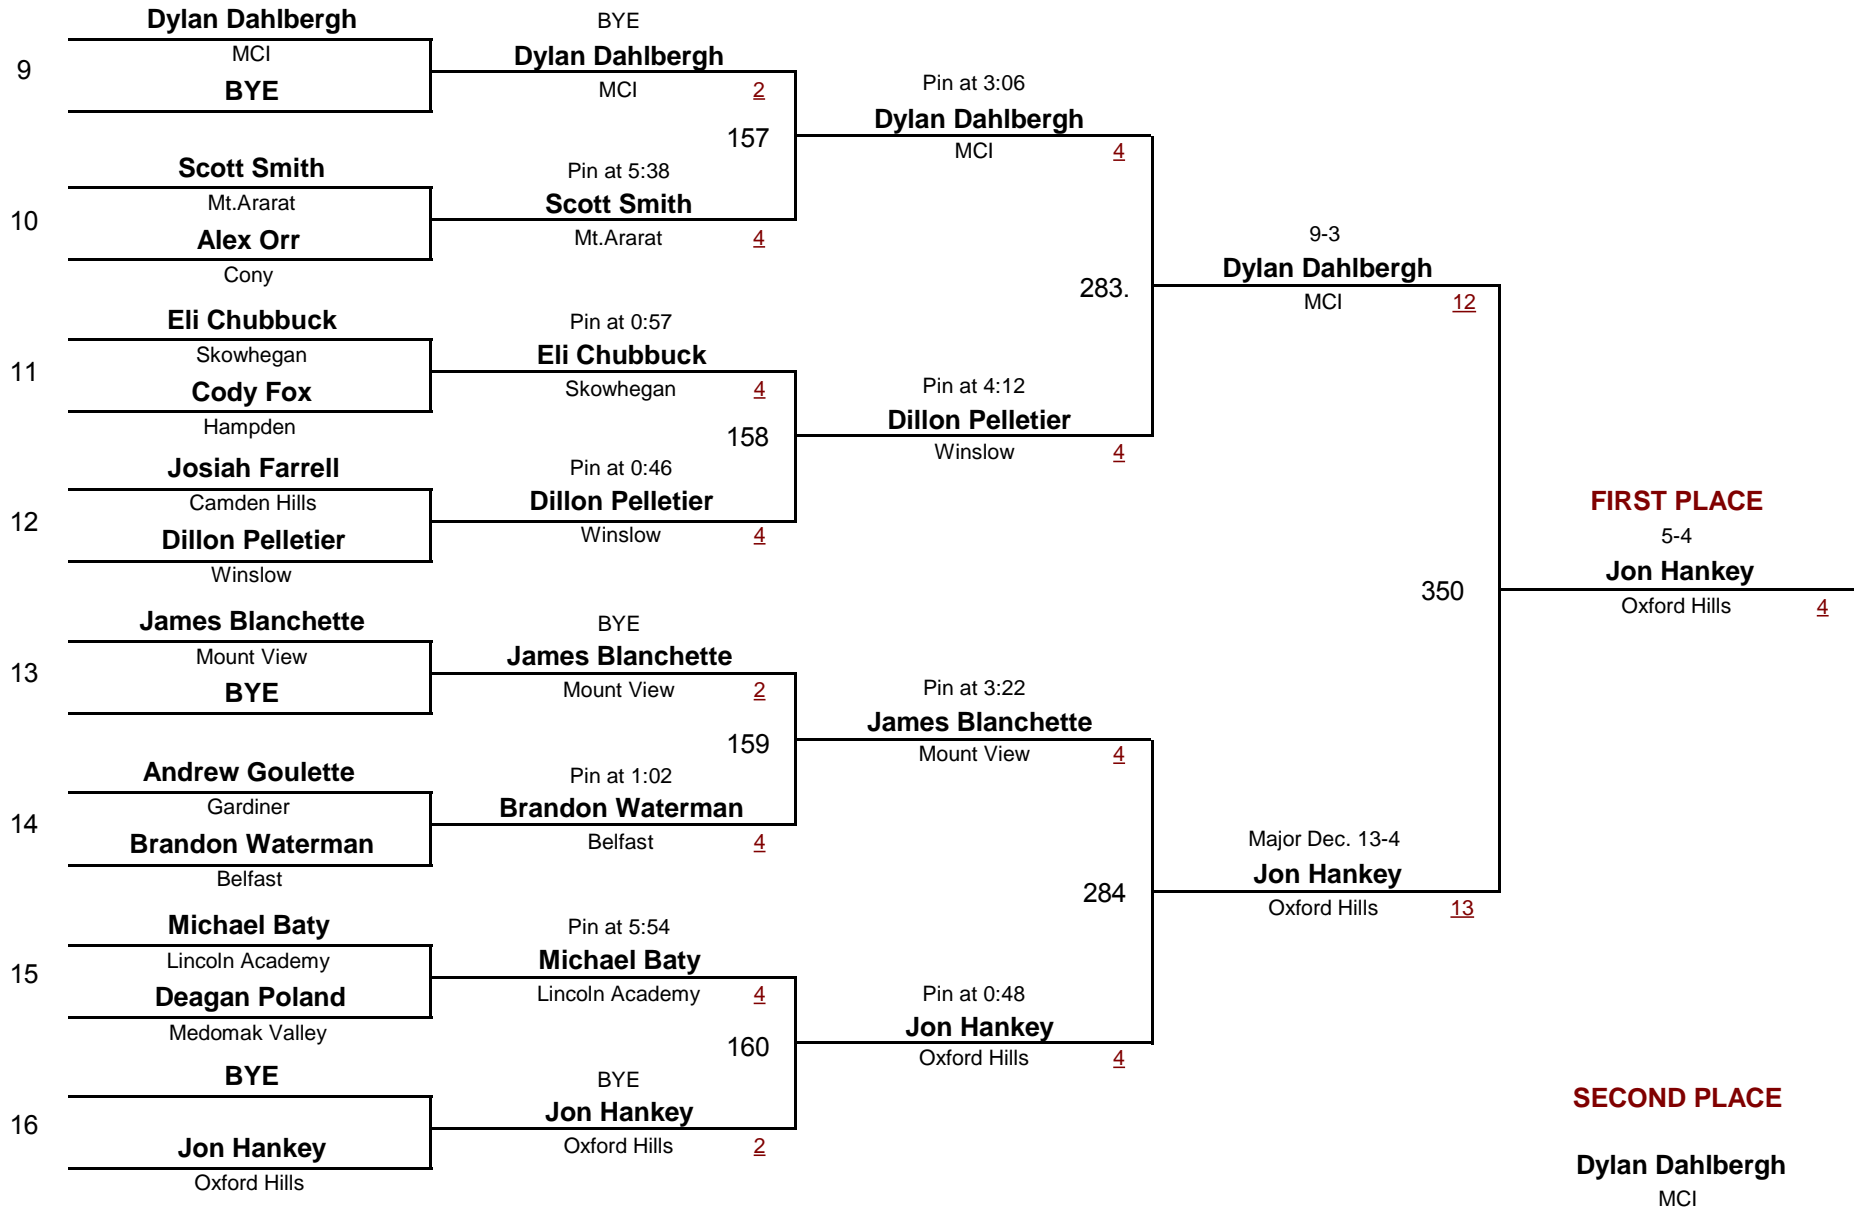 Dylan Dahlbergh
9
MCI
BYE
Scott Smith
10
Mt.Ararat
Alex Orr
Cony
Eli Chubbuck
11
Skowhegan
Cody Fox
Hampden
Josiah Farrell
12
Camden Hills
Dillon Pelletier
Winslow
James Blanchette
13
Mount View
BYE
Andrew Goulette
14
Gardiner
Brandon Waterman
Belfast
Michael Baty
15
Lincoln Academy
Deagan Poland
Medomak Valley
BYE
16
Jon Hankey
Oxford Hills
BYE
Dylan Dahlbergh
MCI 2
157
Pin at 5:38
Scott Smith
Mt.Ararat 4
Pin at 0:57
Eli Chubbuck
Skowhegan 4
158
Pin at 0:46
Dillon Pelletier
Winslow 4
BYE
James Blanchette
Mount View 2
159
Pin at 1:02
Brandon Waterman
Belfast 4
Pin at 5:54
Michael Baty
Lincoln Academy 4
160
BYE
Jon Hankey
Oxford Hills 2
Pin at 3:06
Dylan Dahlbergh
MCI 4
283.
Pin at 4:12
Dillon Pelletier
Winslow 4
Pin at 3:22
James Blanchette
Mount View 4
284
Pin at 0:48
Jon Hankey
Oxford Hills 4
9-3
Dylan Dahlbergh
MCI 12
350
Major Dec. 13-4
Jon Hankey
Oxford Hills 13
FIRST PLACE
5-4
Jon Hankey
Oxford Hills 4
SECOND PLACE
Dylan Dahlbergh
MCI